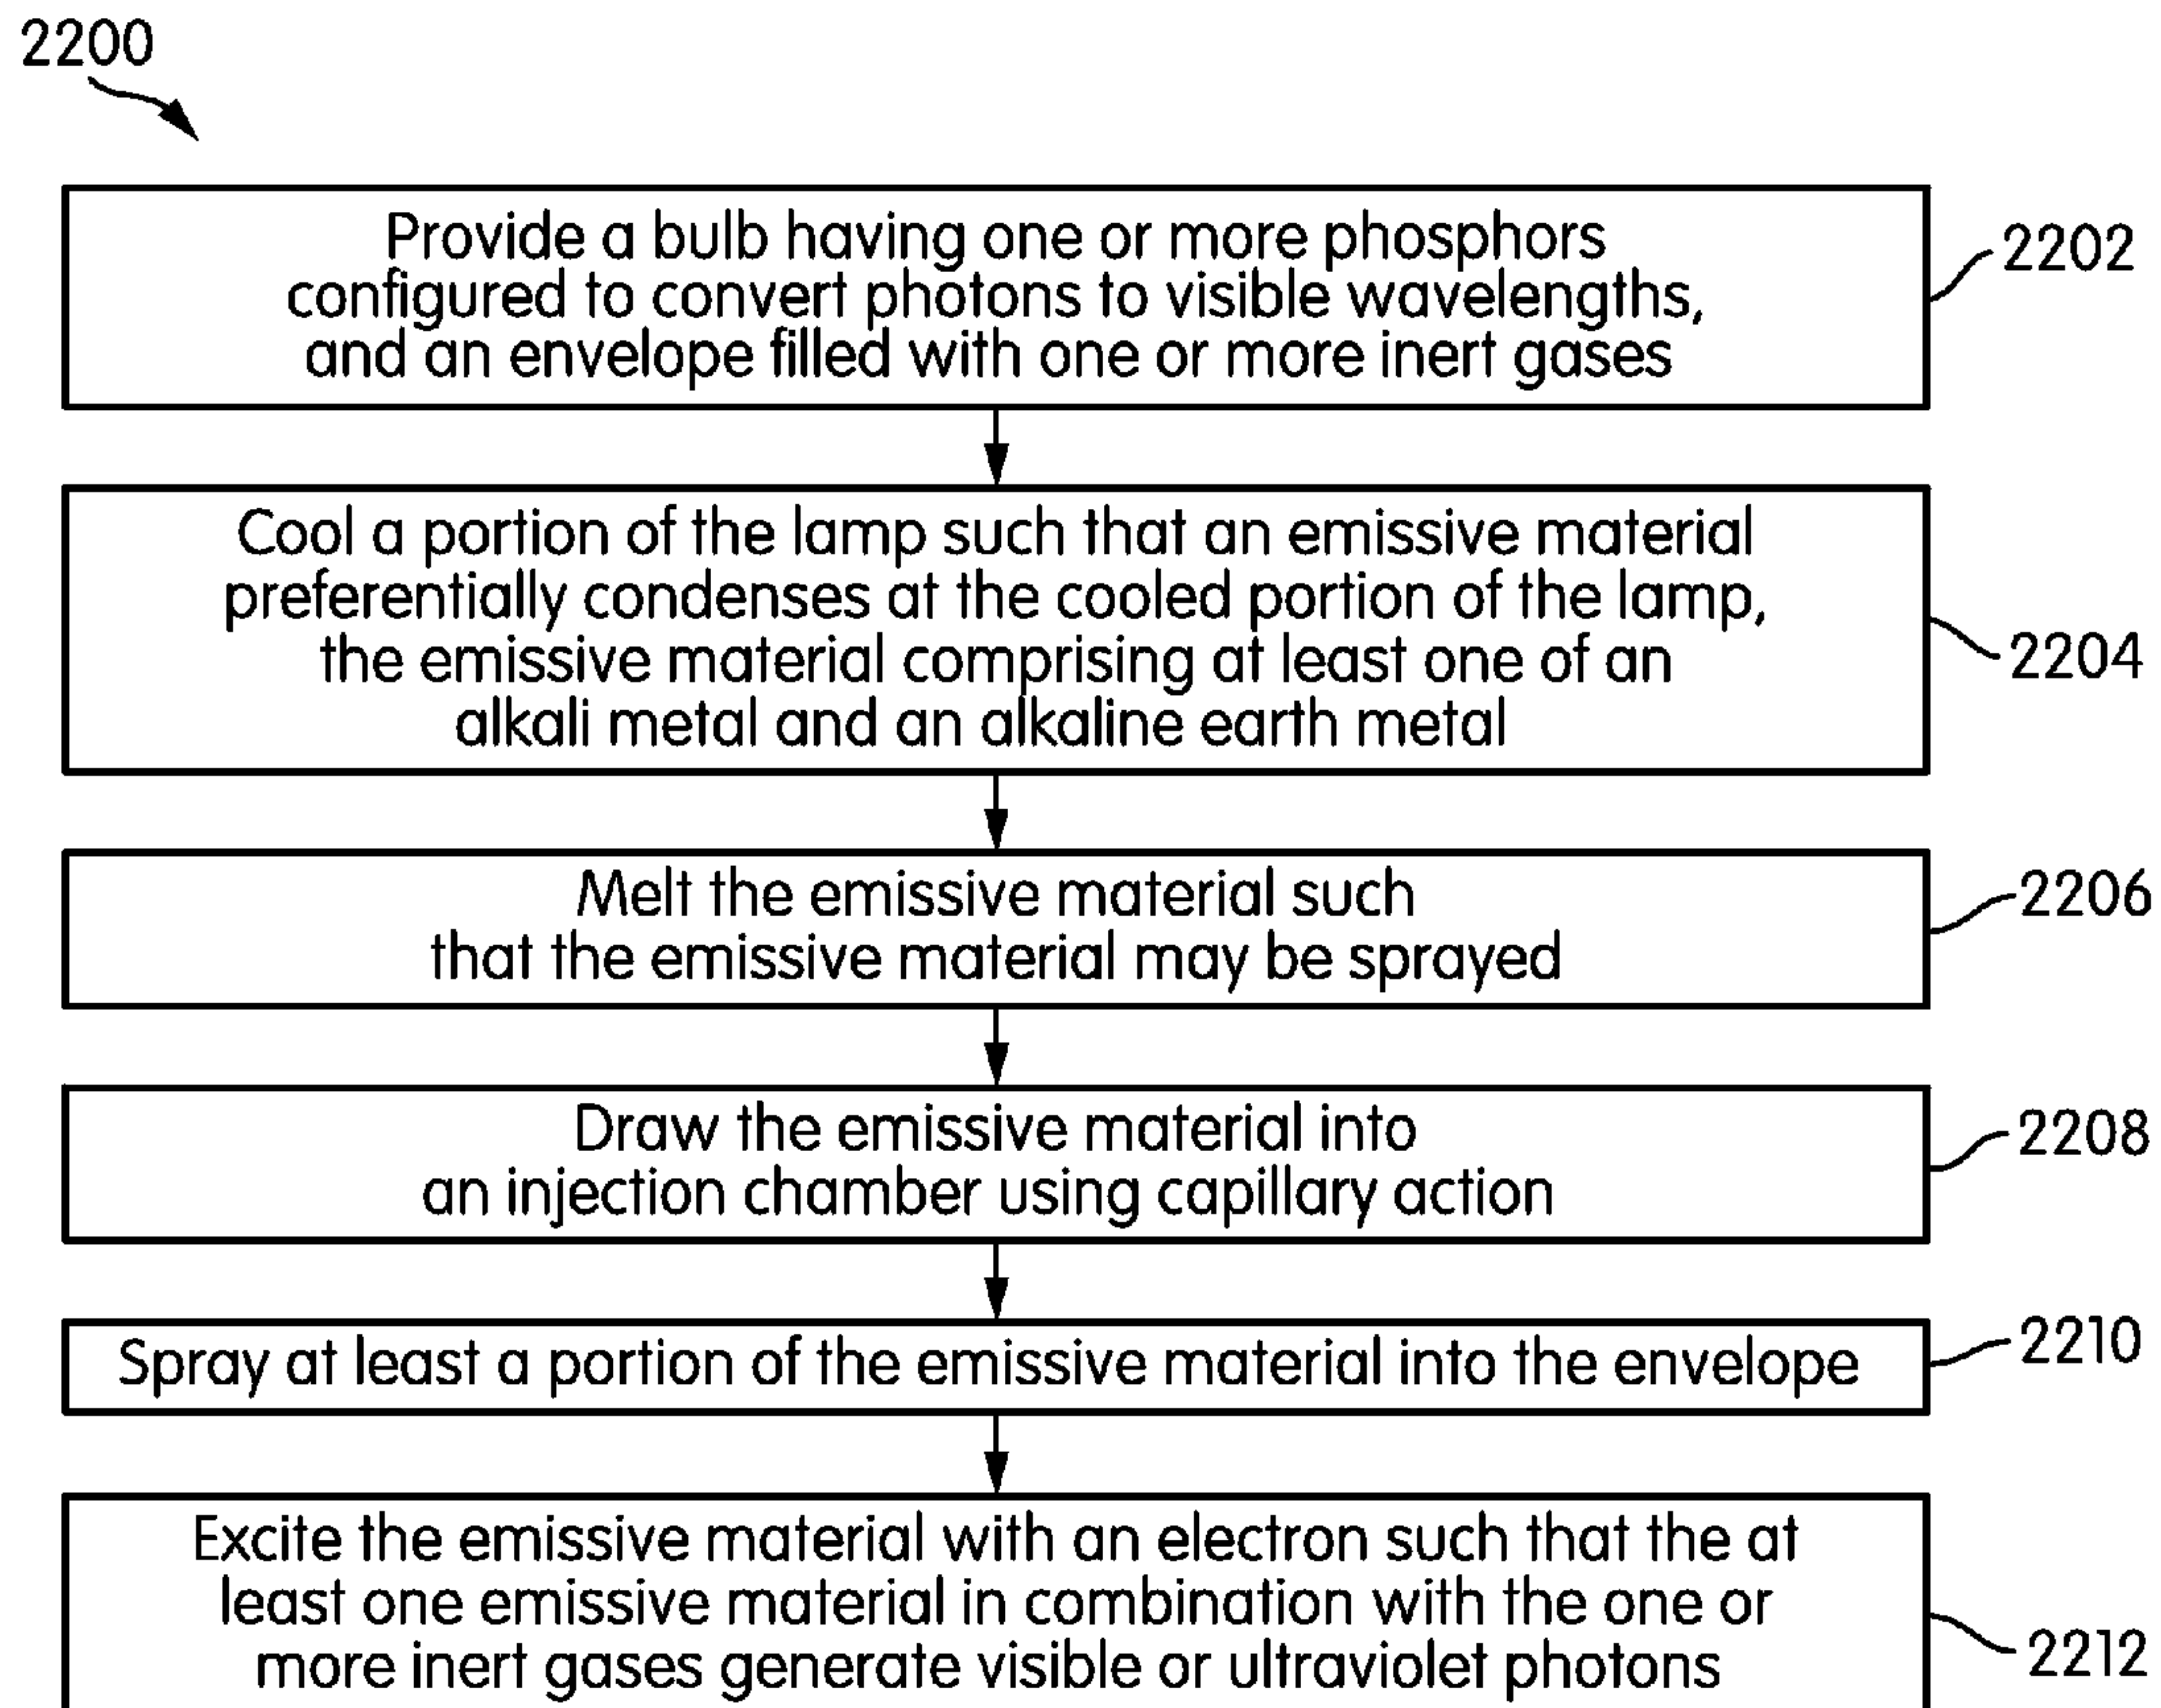 2200
Provide a bulb having one or more phosphors
configured to convert photons to visible wavelengths,
and an envelope filled with one or more inert gases
2202
Cool a portion of the lamp such that an emissive material
preferentially condenses at the cooled portion of the lamp,
the emissive material comprising at least one of an
alkali metal and an alkaline earth metal
2204
Melt the emissive material such
that the emissive material may be sprayed
2206
Draw the emissive material into
an injection chamber using capillary action
2208
Spray at least a portion of the emissive material into the envelope
2210
Excite the emissive material with an electron such that the at
least one emissive material in combination with the one or
more inert gases generate visible or ultraviolet photons
2212